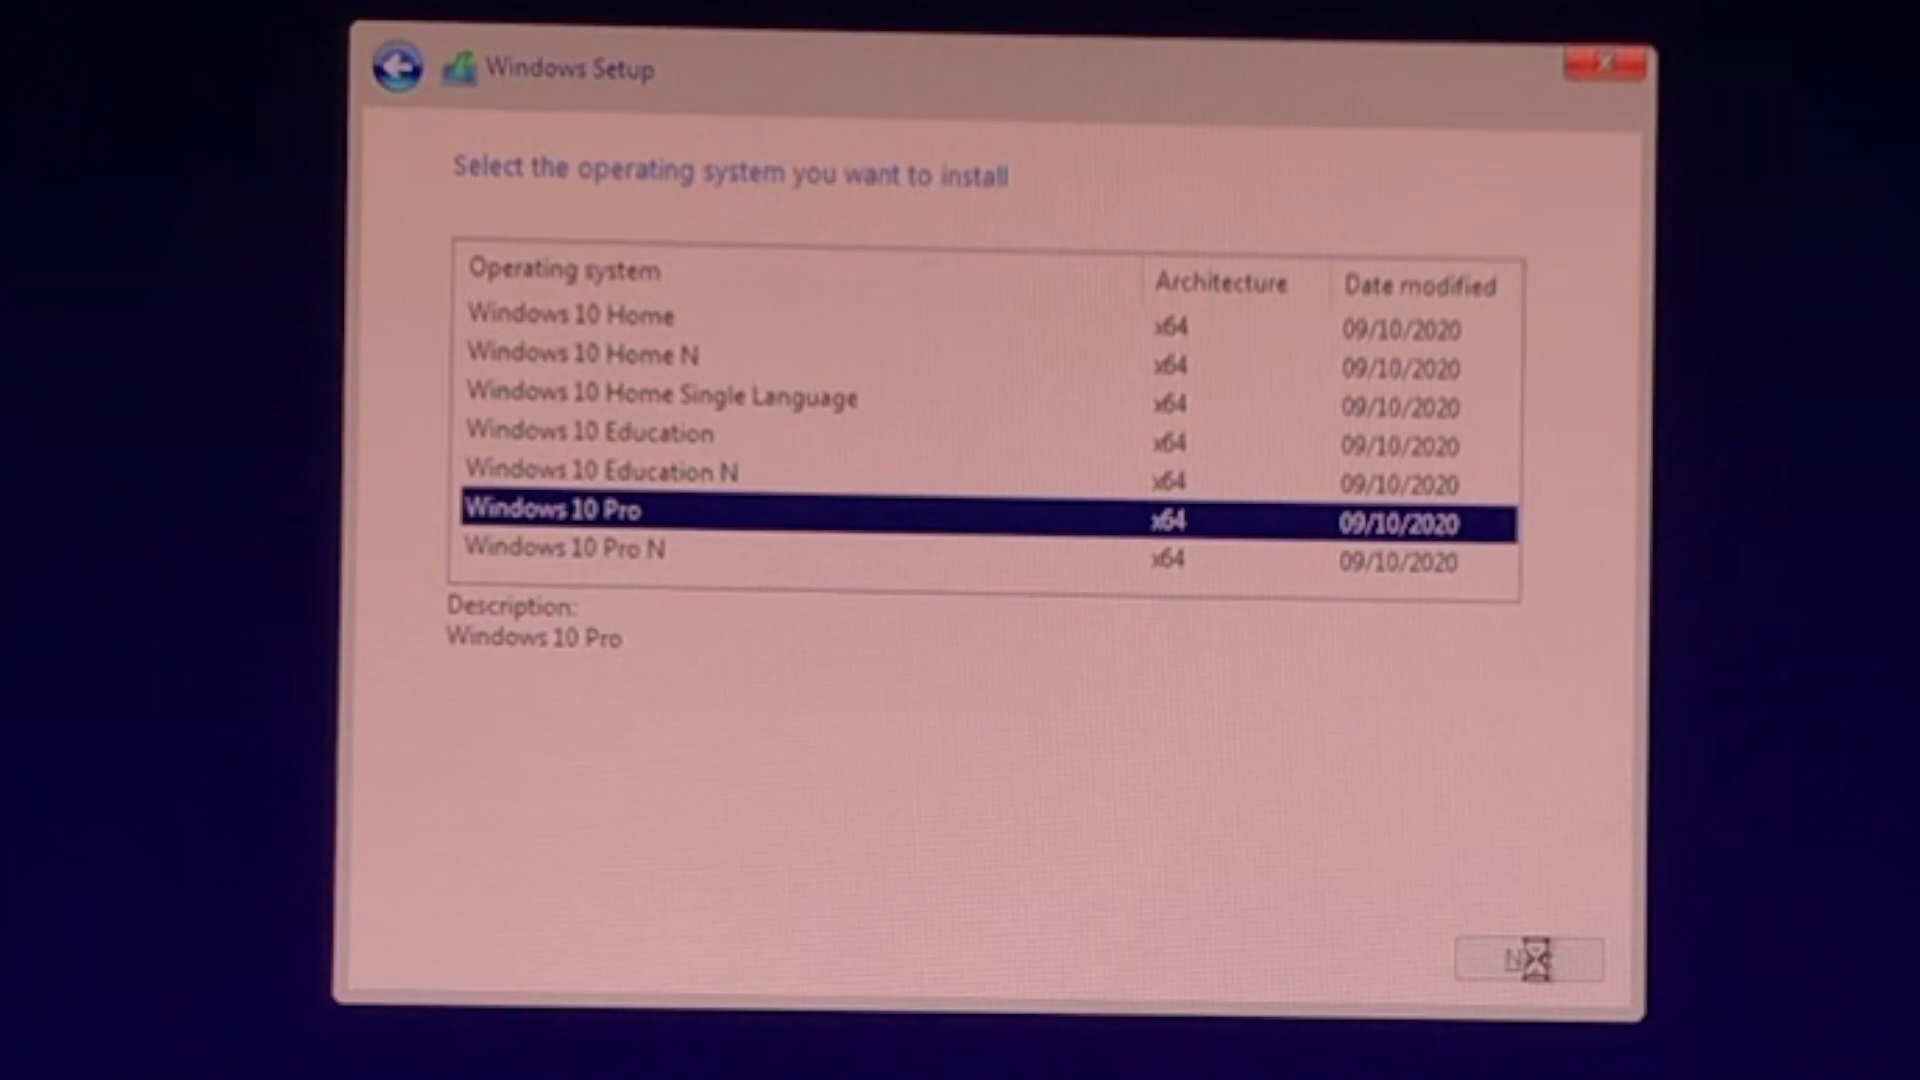 Windows Setup
Select the operating system you want to install
Operating system Architecture Date modified
Windows 10 Home x64 09/10/2020
Windows 10 Home N x64 09/10/2020
Windows 10 Home Single Language x64 09/10/2020
Windows 10 Education x64 09/10/2020
Windows 10 Education N x64 09/10/2020
Windows 10 Pro x64 09/10/2020
Windows 10 Pro N x64 09/10/2020
Description:
Windows 10 Pro